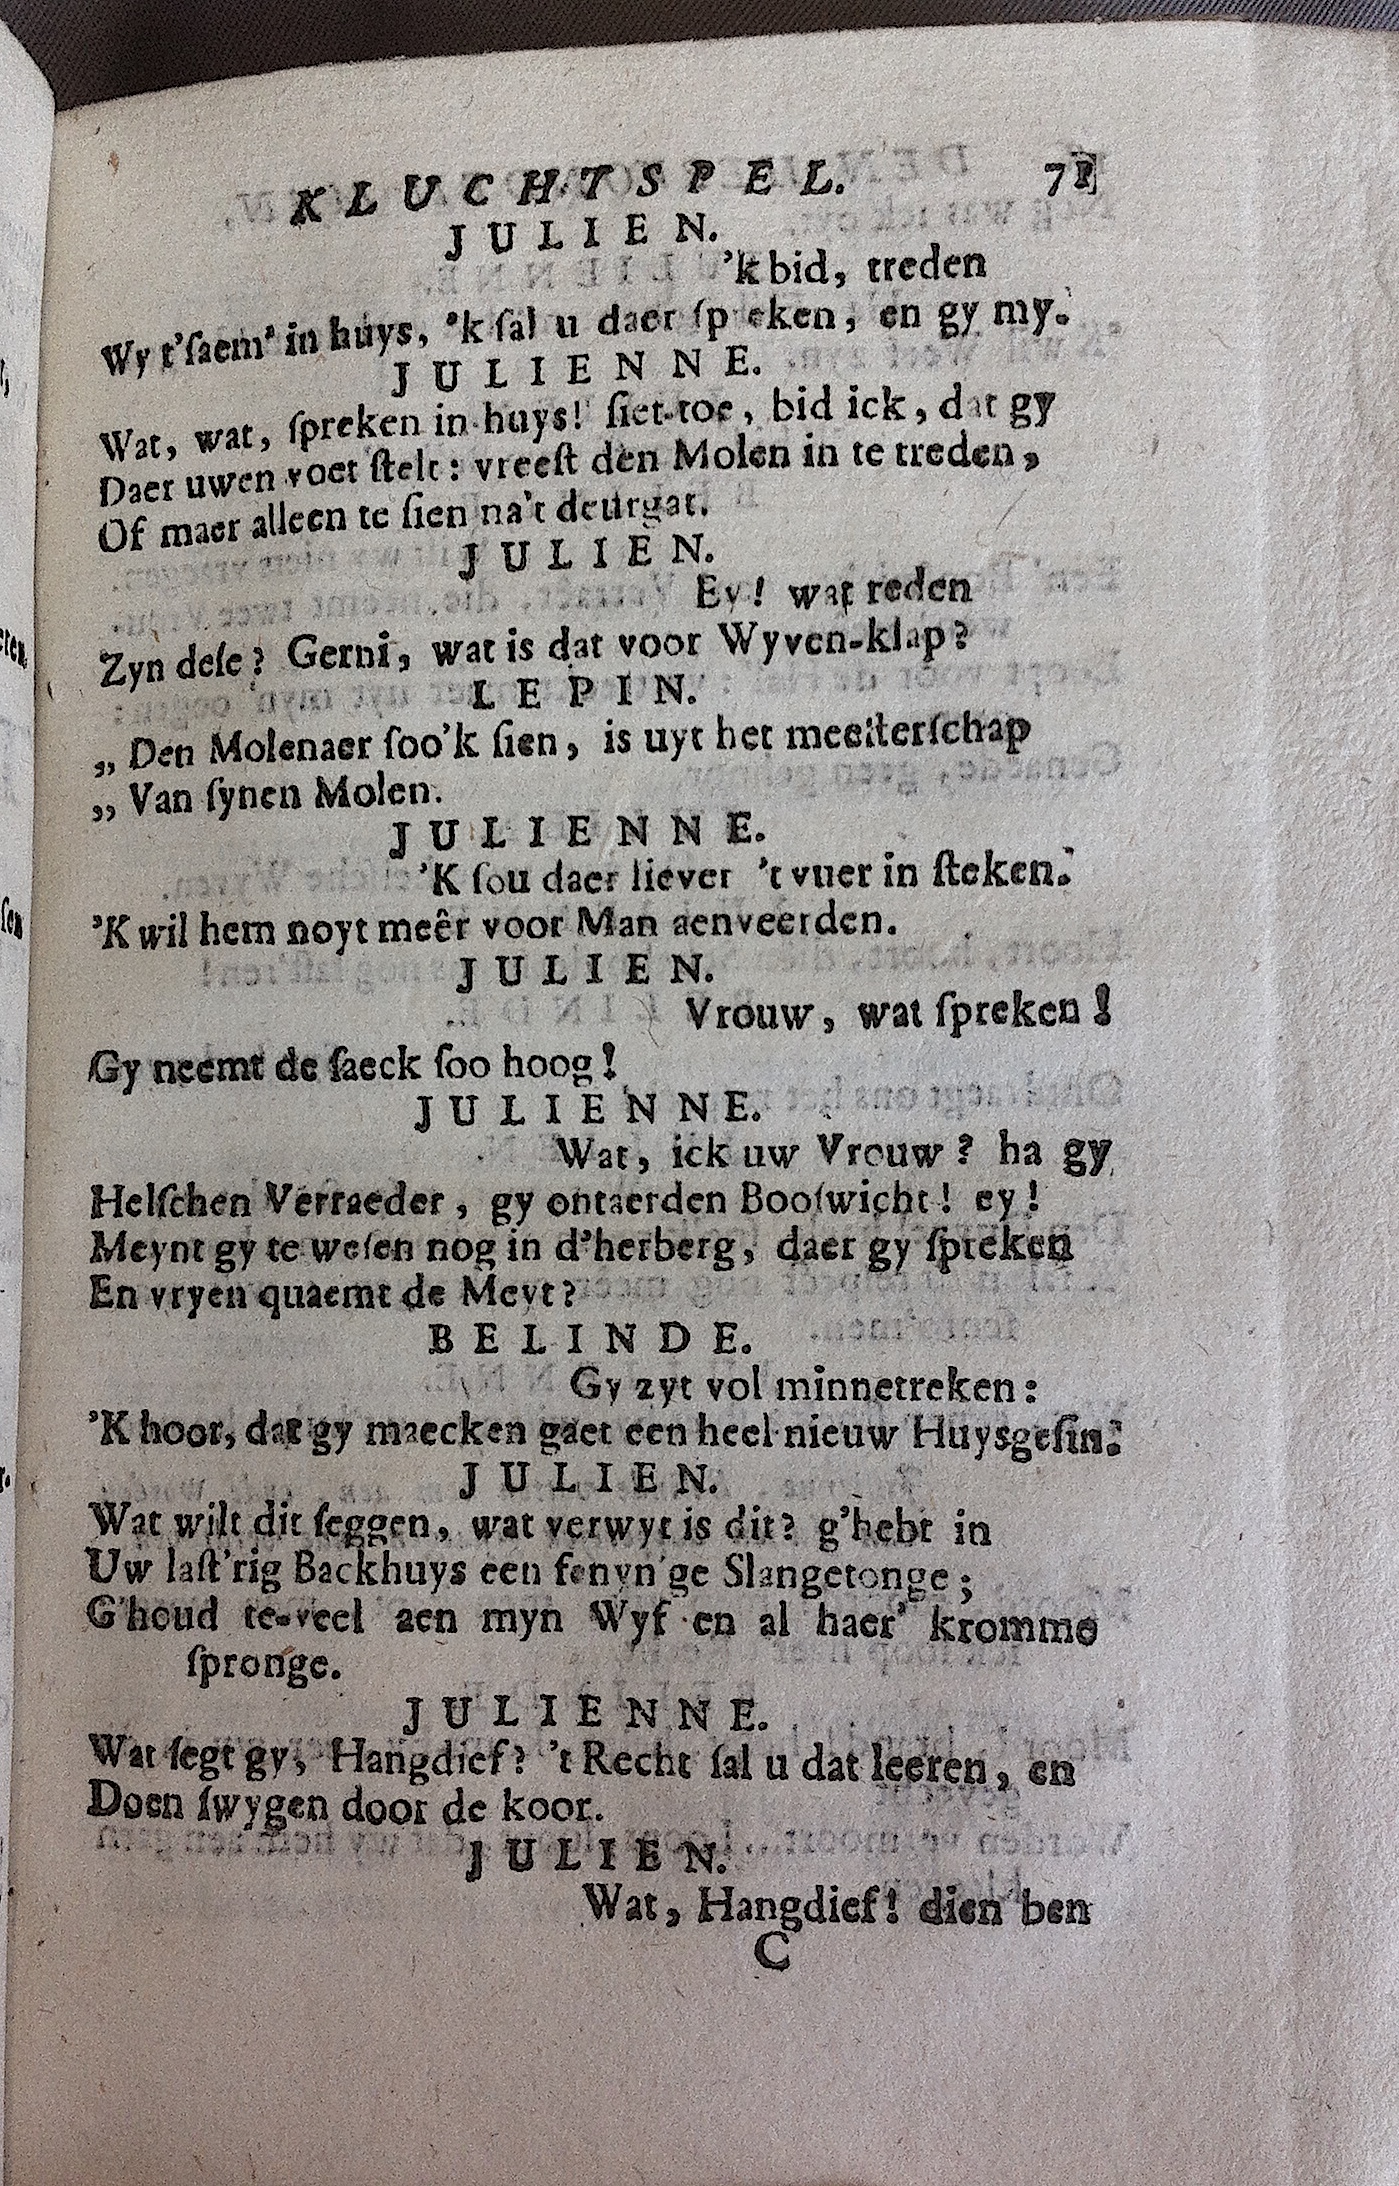 KLUCHTSPEL. 71
JULIEN.
'k bid, treden
Wy t'ſaem' in huys, 'k ſal u daer ſp eken, en gy my.
JULIENNE.
Wat, wat, ſpreken in huys! ſiet-toe, bid ick, dat gy
Daer uwen voet ſtelt: vreeſt den Molen in te treden,
Of maer alleen te ſien na't deurgat.
JULIEN.
Ey! wat reden
Zyn deſe? Gerni, wat is dat voor Wyven-klap?
LEPIN.
„ Den Molenaer ſoo'k ſien, is uyt het meeſterſchap
„ Van ſynen Molen.
JULIENNE.
'K ſou daer liever 't vuer in ſteken.
'K wil hem noyt meêr voor Man aenveerden.
JULIEN.
Vrouw, wat ſpreken!
Gy neemt de ſaeck ſoo hoog!
JULIENNE.
Wat, ick uw Vrouw? ha gy
Helſchen Verraeder, gy ontaerden Booſwicht! ey!
Meynt gy te weſen nog in d'herberg, daer gy ſpreken
En vryen quaemt de Meyt?
BELINDE.
Gy zyt vol minnetreken:
'K hoor, dat gy maecken gaet een heel nieuw Huysgeſin.
JULIEN.
Wat wilt dit ſeggen, wat verwyt is dit? g'hebt in
Uw laſt'rig Backhuys een fenyn'ge Slangetonge;
G'houd te-veel aen myn Wyf en al haer' kromme
ſpronge.
JULIENNE.
Wat ſegt gy, Hangdief? 't Recht ſal u dat leeren, en
Doen ſwygen door de koor.
JULIEN.
Wat, Hangdief! dien ben
C